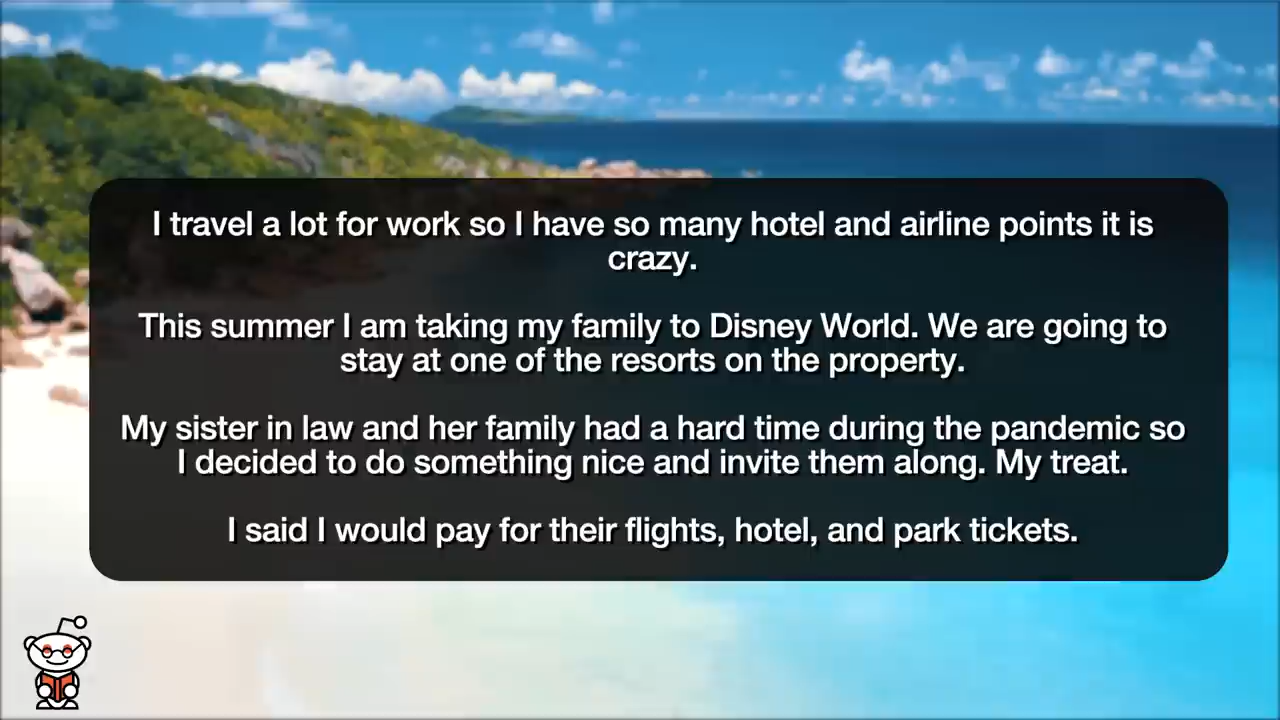 I travel a lot for work so I have so many hotel and airline points it is
crazy.
This summer I am taking my family to Disney World. We are going to
stay at one of the resorts on the property.
My sister in law and her family had a hard time during the pandemic so
I decided to do something nice and invite them along. My treat.
I said I would pay for their flights, hotel, and park tickets.